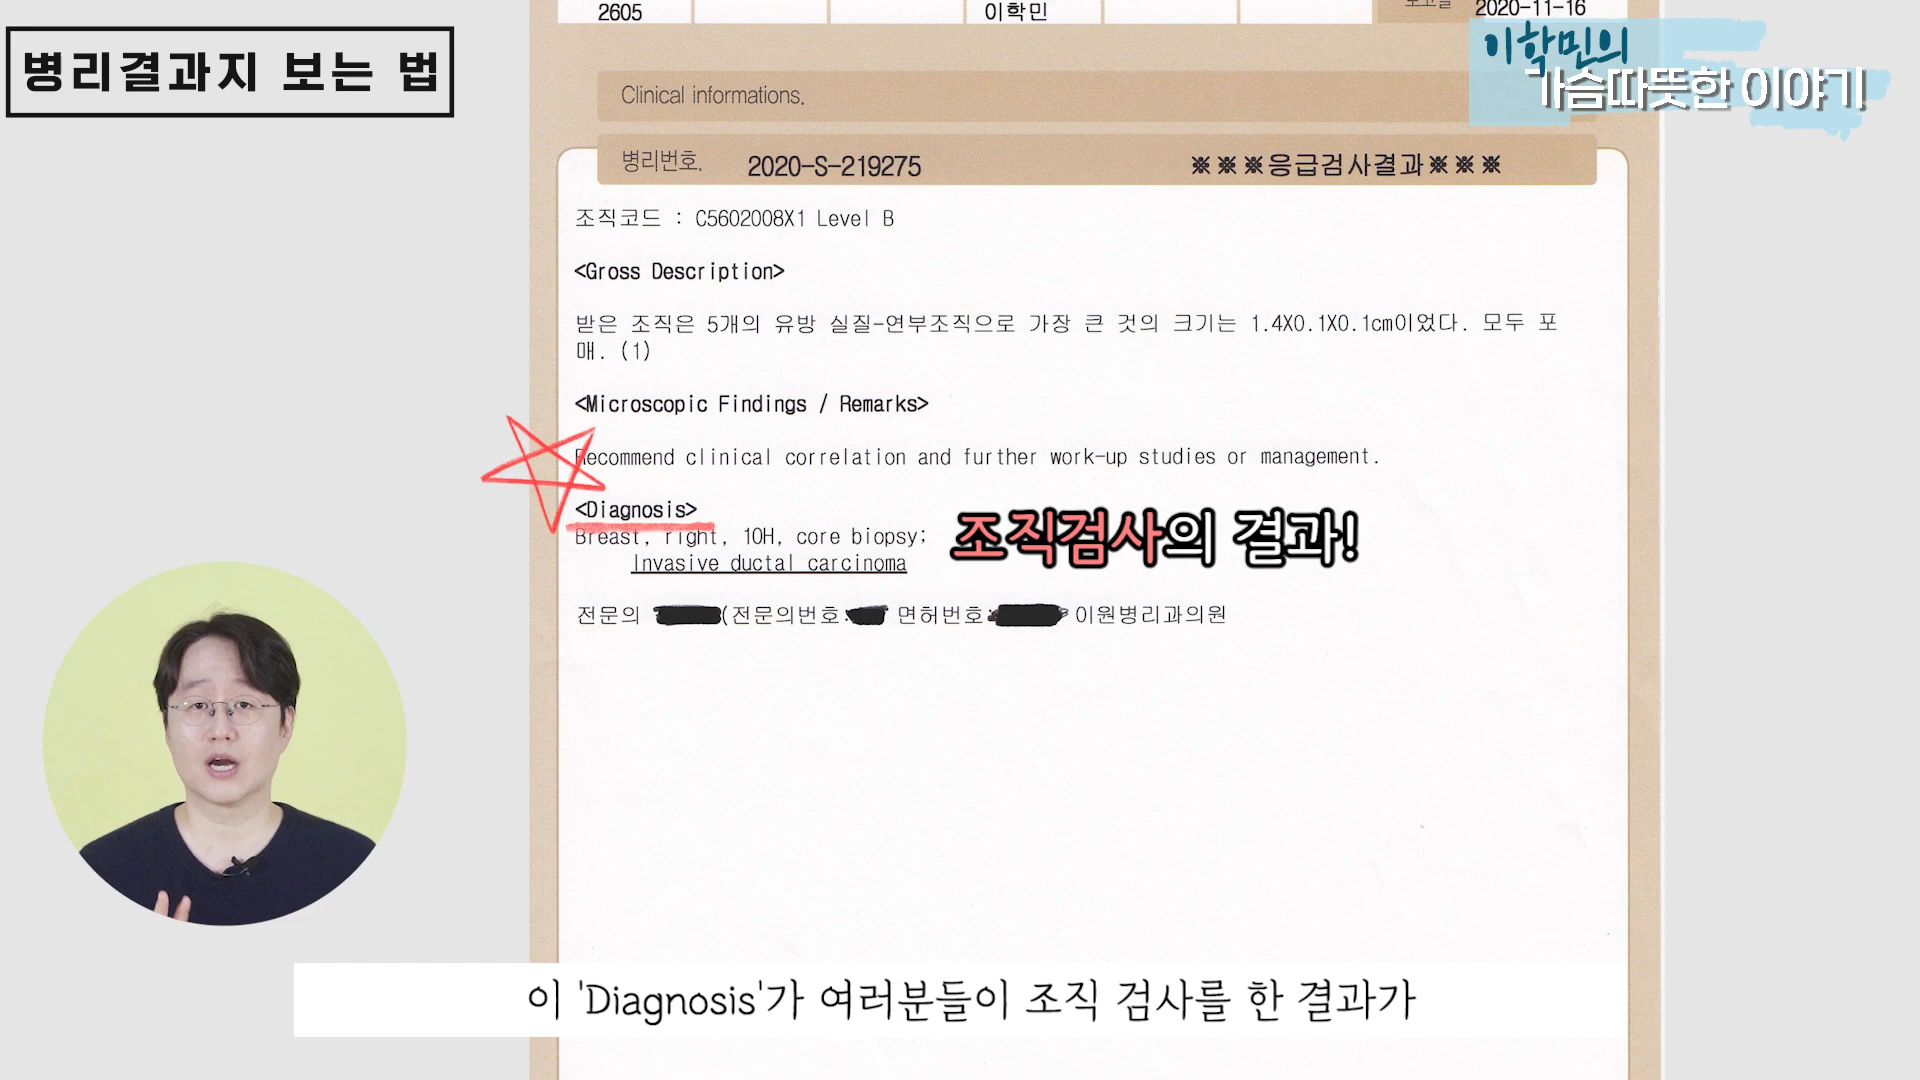 2605
이학민
보고일
2020-11-16
병리결과지 보는 법
이학민의
가슴따뜻한 이야기
Clinical informations.
병리번호. 2020-S-219275 ※※※응급검사결과※※※
조직코드 : C5602008X1 Level B
<Gross Description>
받은 조직은 5개의 유방 실질-연부조직으로 가장 큰 것의 크기는 1.4X0.1X0.1cm이었다. 모두 포
매. (1)
<Microscopic Findings / Remarks>
Recommend clinical correlation and further work-up studies or management.
<Diagnosis>
Breast, right, 10H, core biopsy;
Invasive ductal carcinoma
조직검사의 결과!
전문의 (전문의번호: 면허번호: 이원병리과의원
이 'Diagnosis'가 여러분들이 조직 검사를 한 결과가